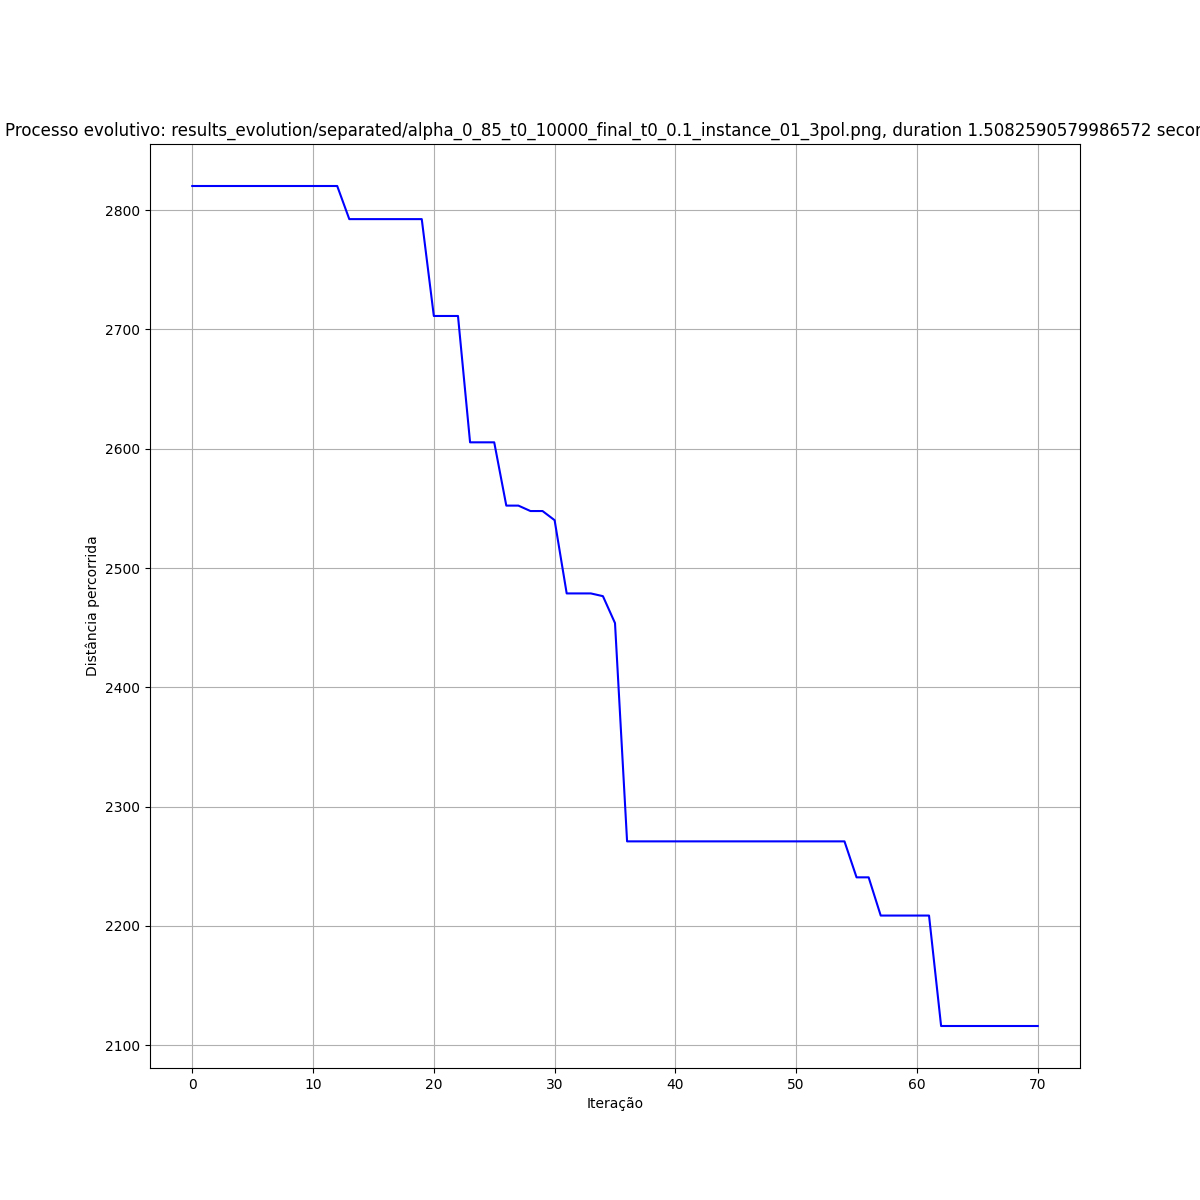 Processo evolutivo: results_evolution/separated/alpha_0_85_t0_10000_final_t0_0.1_instance_01_3pol.png, duration 1.5082590579986572 secon
2800
2700
2600
2500
2400
2300
2200
2100
Distância percorrida
0 10 20 30 40 50 60 70
Iteração